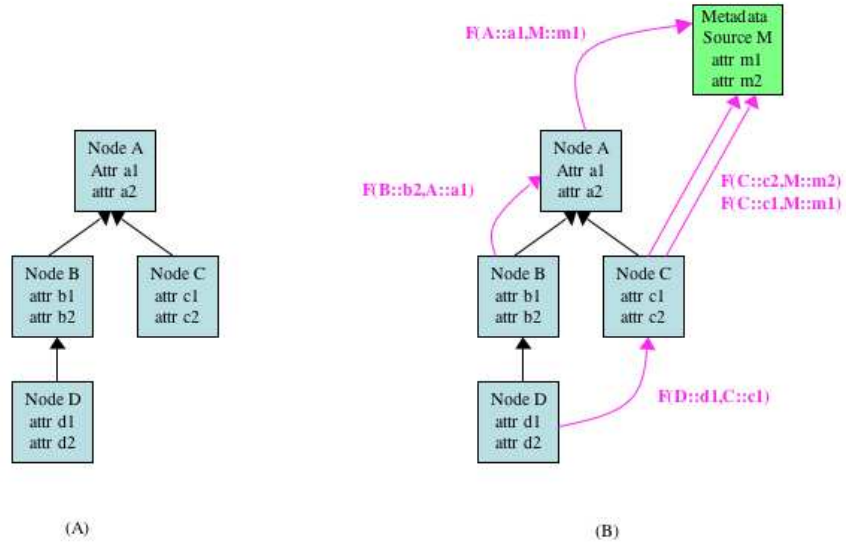 Node A
Attr a1
attr a2
Node B
attr b1
attr b2
Node C
attr c1
attr c2
Node D
attr d1
attr d2
(A)
Metadata
Source M
attr m1
attr m2
F(A::a1,M::m1)
Node A
Attr a1
attr a2
F(B::b2,A::a1)
F(C::c2,M::m2)
F(C::c1,M::m1)
Node B
attr b1
attr b2
Node C
attr c1
attr c2
Node D
attr d1
attr d2
F(D::d1,C::c1)
(B)